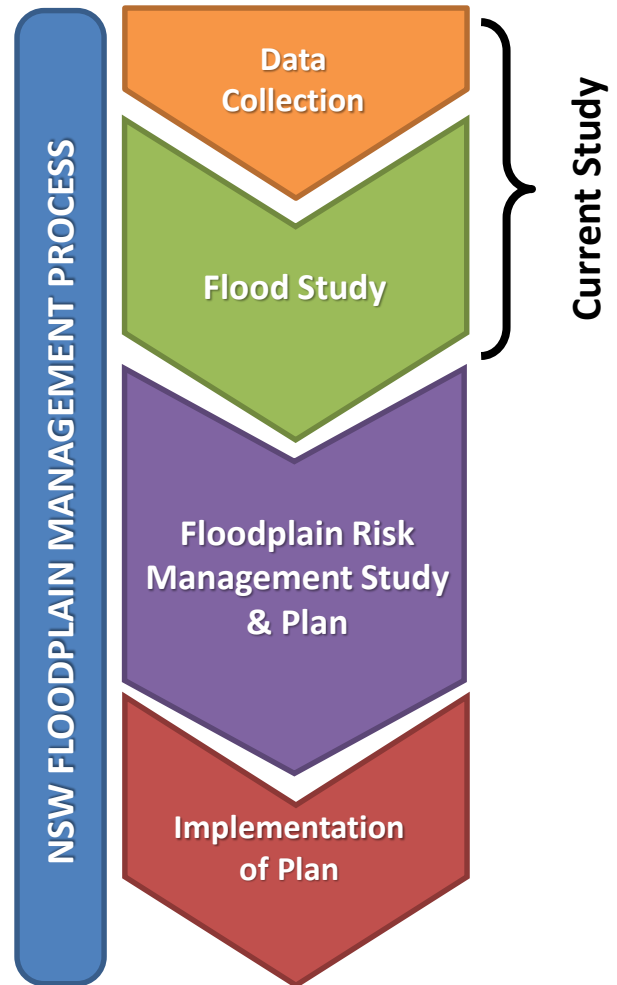 NSW FLOODPLAIN MANAGEMENT PROCESS
Data
Collection
Flood Study
Floodplain Risk
Management Study
& Plan
Implementation
of Plan
Current Study